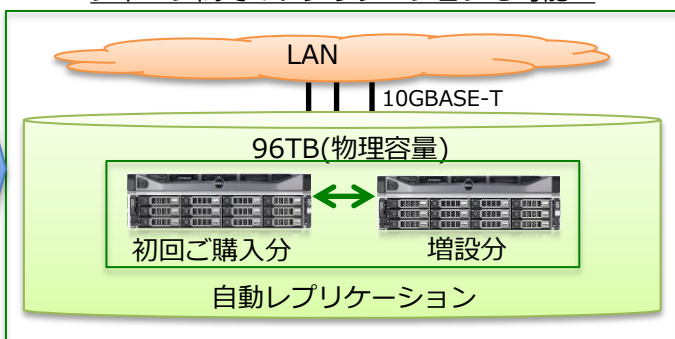 LAN
10GBASE-T
96TB(物理容量)
初回ご購入分
増設分
自動レプリケーション